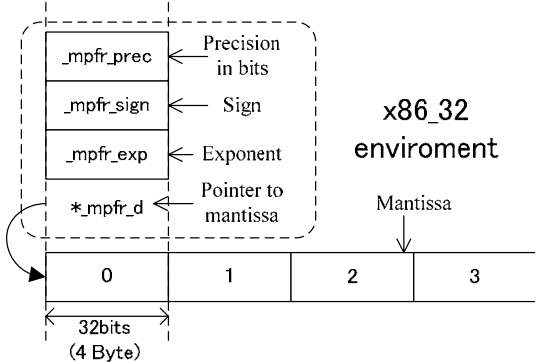 _mpfr_prec
Precision
in bits
_mpfr_sign
Sign
_mpfr_exp
Exponent
*_mpfr_d
Pointer to
mantissa
x86_32
enviroment
Mantissa
0 1 2 3
32bits
(4 Byte)